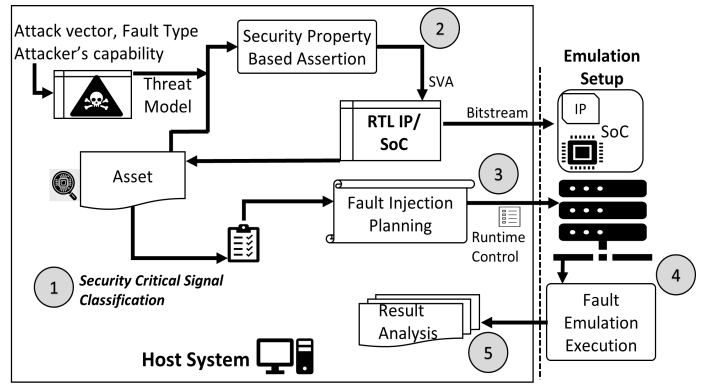 Attack vector, Fault Type
Attacker's capability
Threat
Model
Security Property
Based Assertion
2
SVA
RTL IP/
SoC
Bitstream
Emulation
Setup
IP
SoC
Asset
Fault Injection
Planning
3
Runtime
Control
1
Security Critical Signal
Classification
4
Fault
Emulation
Execution
Result
Analysis
5
Host System